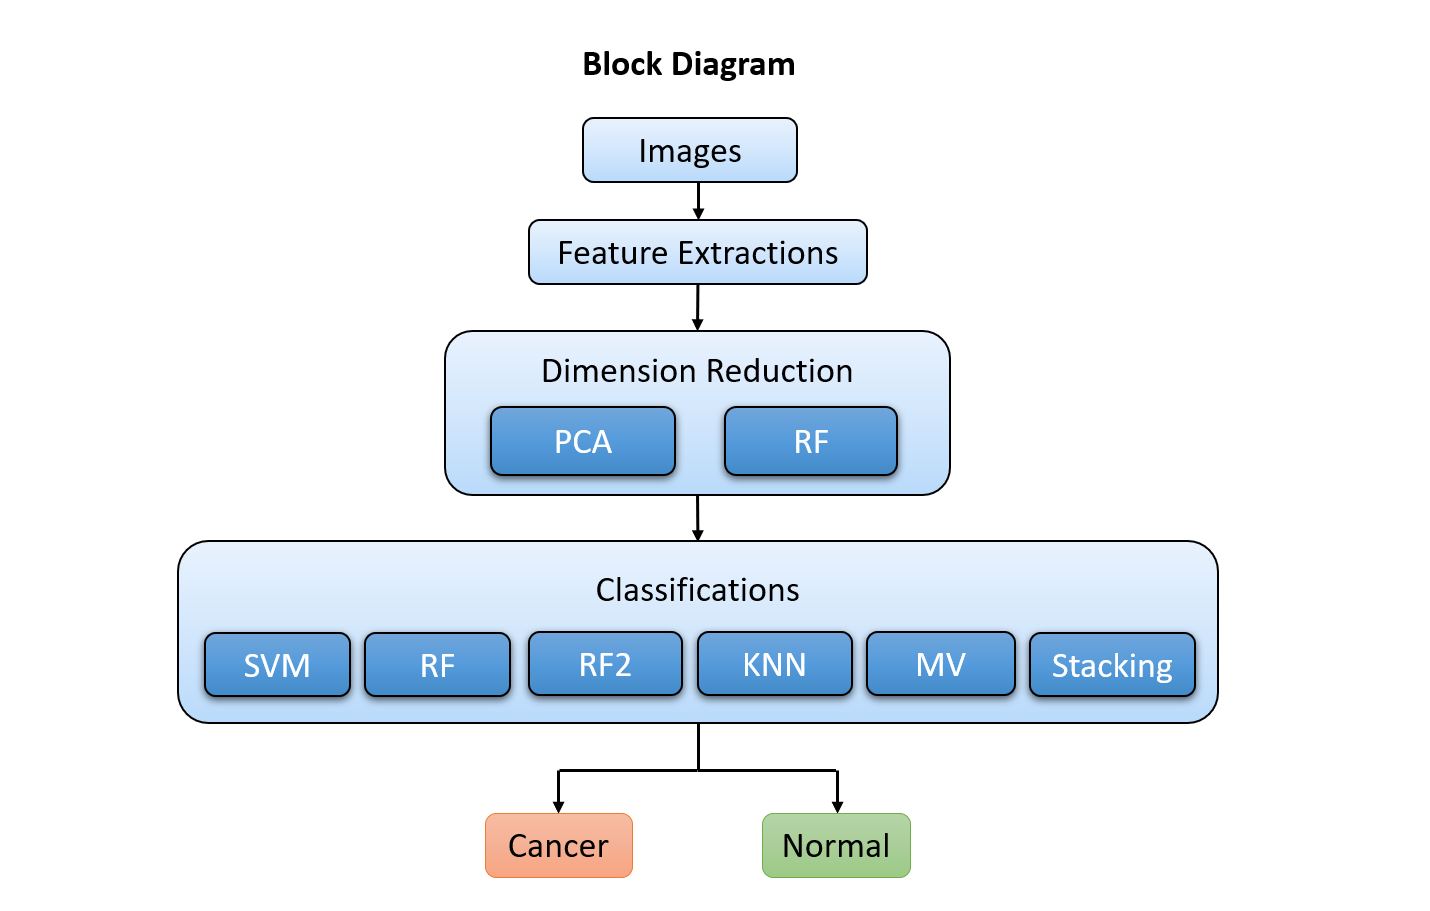 Block Diagram
Images
Feature Extractions
Dimension Reduction
PCA
RF
Classifications
SVM
RF
RF2
KNN
MV
Stacking
Cancer
Normal